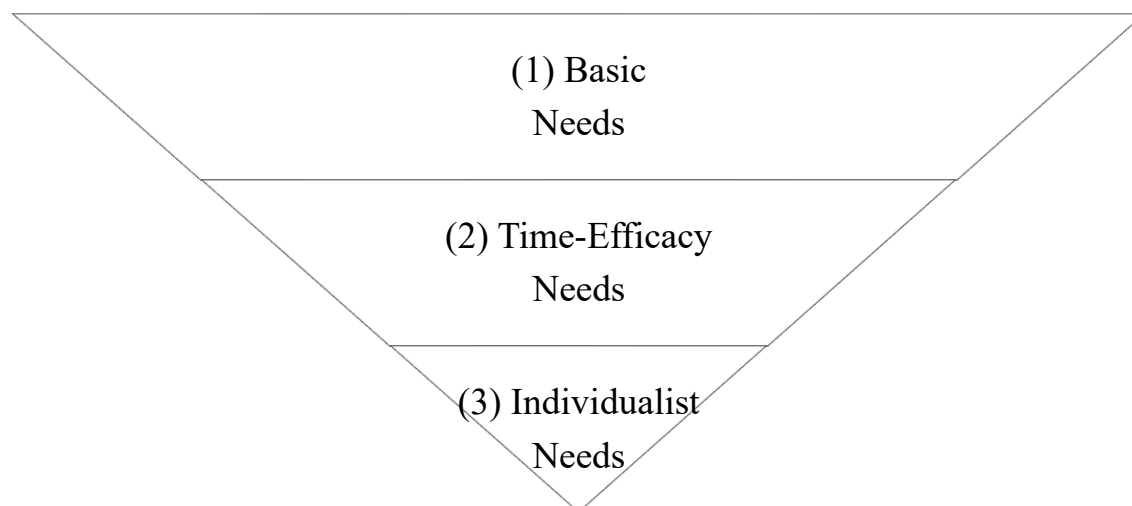 (1) Basic
Needs
(2) Time-Efficacy
Needs
(3) Individualist
Needs